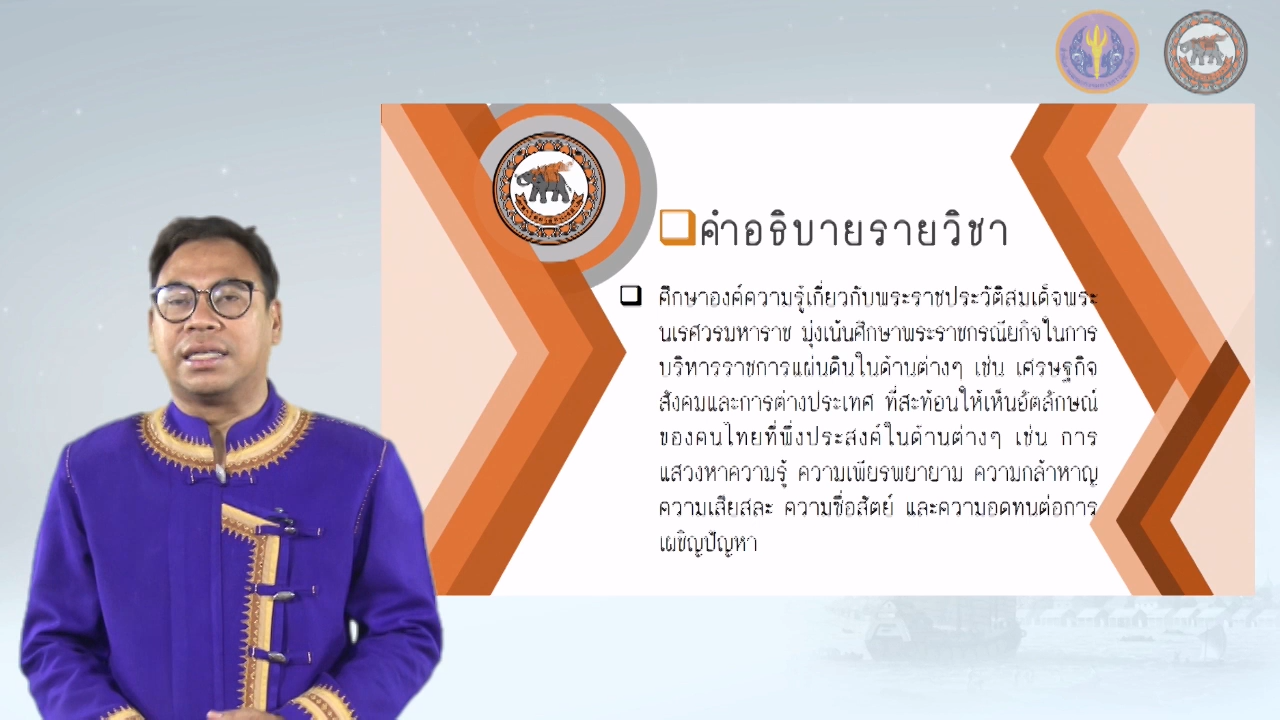 คำอธิบายรายวิชา
ศึกษาองค์ความรู้เกี่ยวกับพระราชประวัติสมเด็จพระ
นเรศวรมหาราช มุ่งเน้นศึกษาพระราชกรณียกิจในการ
บริหารราชการแผ่นดินในด้านต่างๆ เช่น เศรษฐกิจ
สังคมและการต่างประเทศ ที่สะท้อนให้เห็นอัตลักษณ์
ของคนไทยที่พึงประสงค์ในด้านต่างๆ เช่น การ
แสวงหาความรู้ ความเพียรพยายาม ความกล้าหาญ
ความเสียสละ ความซื่อสัตย์ และความอดทนต่อการ
เผชิญปัญหา